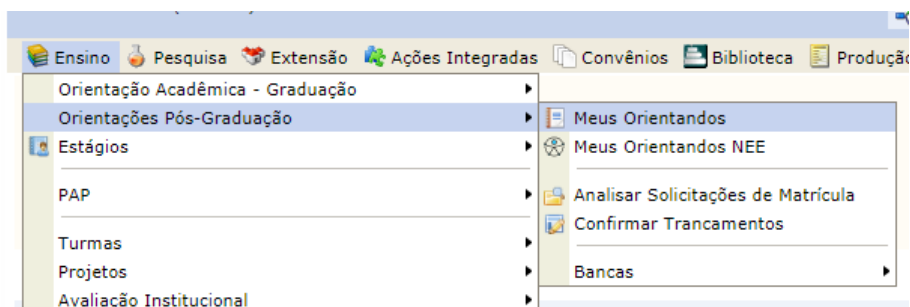 Ensino Pesquisa Extensão Ações Integradas Convênios Biblioteca Produção
Orientação Acadêmica - Graduação
Orientações Pós-Graduação
Estágios
PAP
Turmas
Projetos
Avaliação Institucional
Meus Orientandos
Meus Orientandos NEE
Analisar Solicitações de Matrícula
Confirmar Trancamentos
Bancas